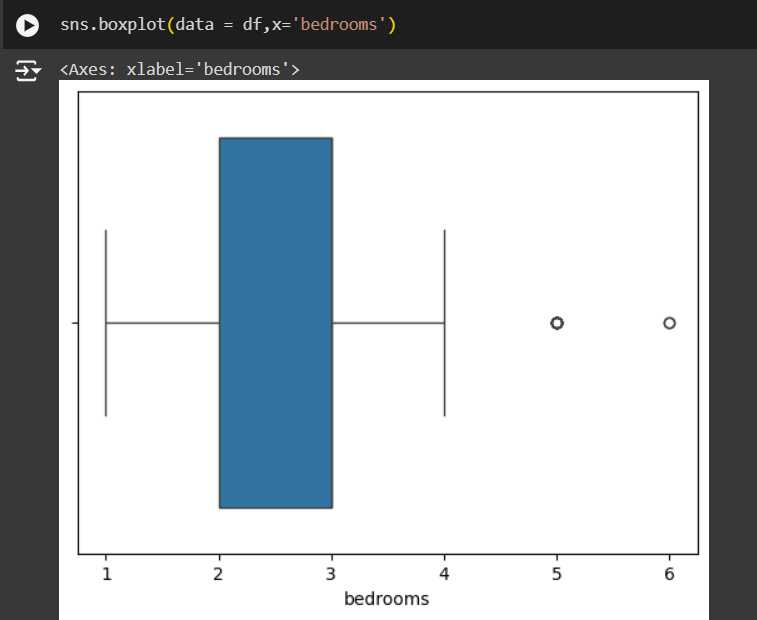 sns.boxplot(data = df,x='bedrooms')
<Axes: xlabel='bedrooms'>
1 2 3 4 5 6
bedrooms